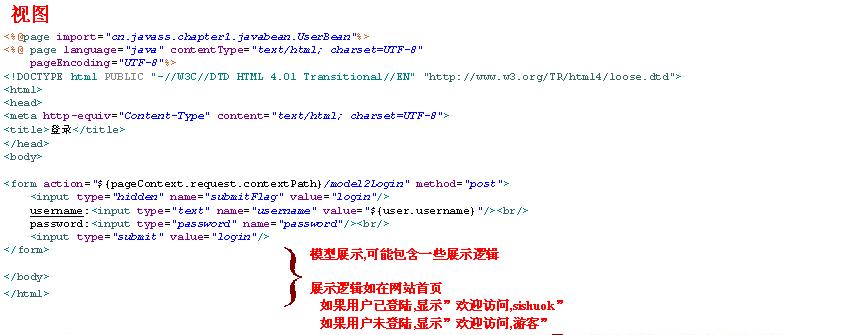 视图
<%@page import="cn.javass.chapter1.javabean.UserBean"%>
<%@ page language="java" contentType="text/html; charset=UTF-8"
pageEncoding="UTF-8"%>
<!DOCTYPE html PUBLIC "-//W3C//DTD HTML 4.01 Transitional//EN" "http://www.w3.org/TR/html4/loose.dtd">
<html>
<head>
<meta http-equiv="Content-Type" content="text/html; charset=UTF-8">
<title>登录</title>
</head>
<body>
<form action="${pageContext.request.contextPath}/model2Login" method="post">
<input type="hidden" name="submitFlag" value="login"/>
username:<input type="text" name="username" value="${user.username}"/><br/>
password:<input type="password" name="password"/><br/>
<input type="submit" value="login"/>
</form>
模型展示,可能包含一些展示逻辑
</body>
</html>
展示逻辑如在网站首页
如果用户已登陆,显示”欢迎访问,sishuok”
如果用户未登陆,显示”欢迎访问,游客”